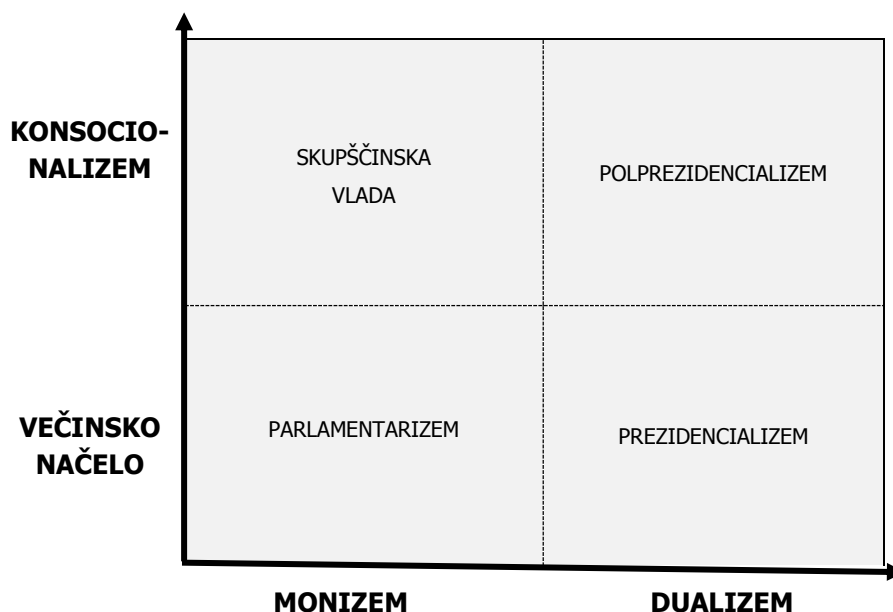 KONSOCIO-
NALIZEM
SKUPŠČINSKA
VLADA
POLPREZIDENCIALIZEM
VEČINSKO
NAČELO
PARLAMENTARIZEM
PREZIDENCIALIZEM
MONIZEM
DUALIZEM